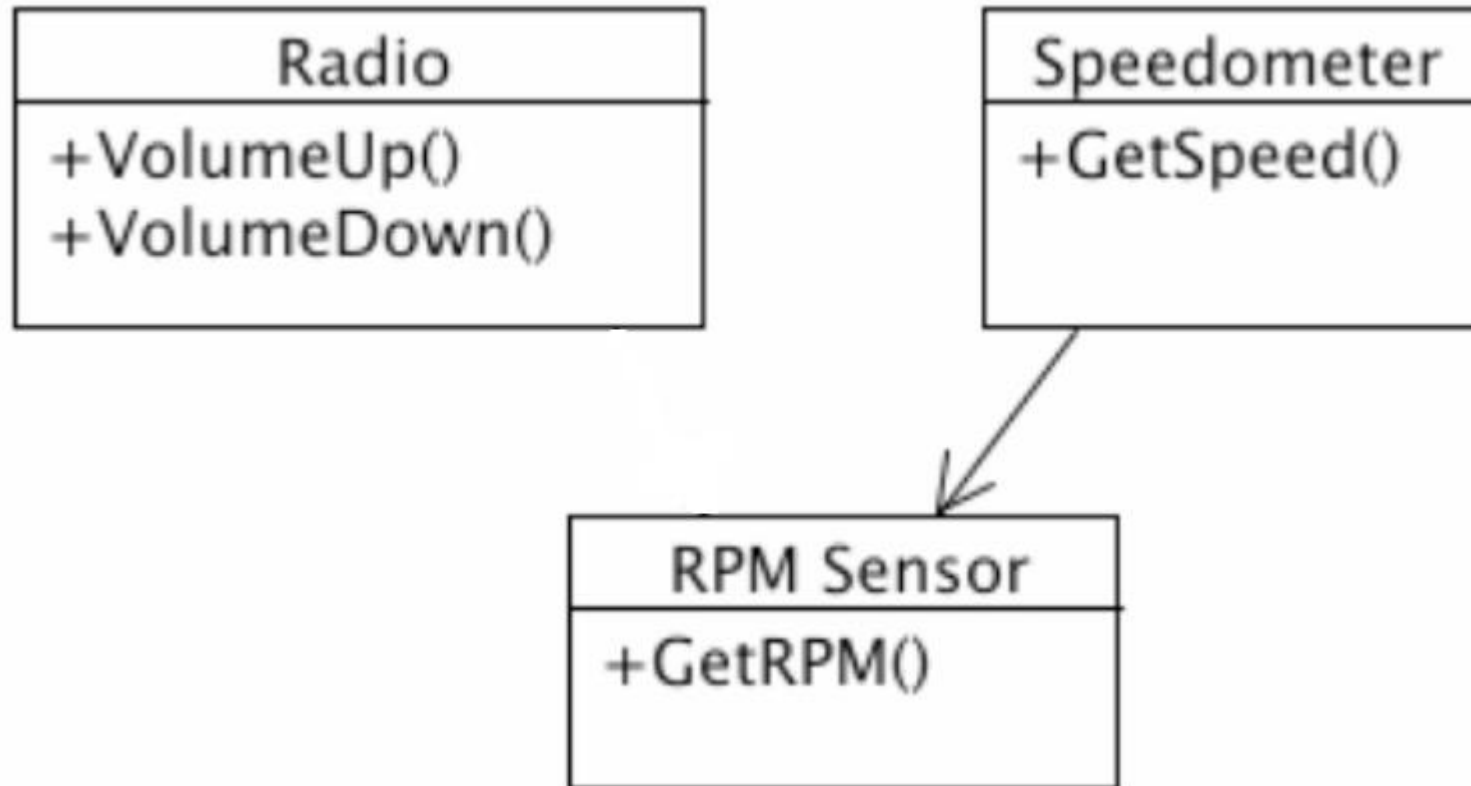 Radio
+VolumeUp()
+VolumeDown()
Speedometer
+GetSpeed()
RPM Sensor
+GetRPM()